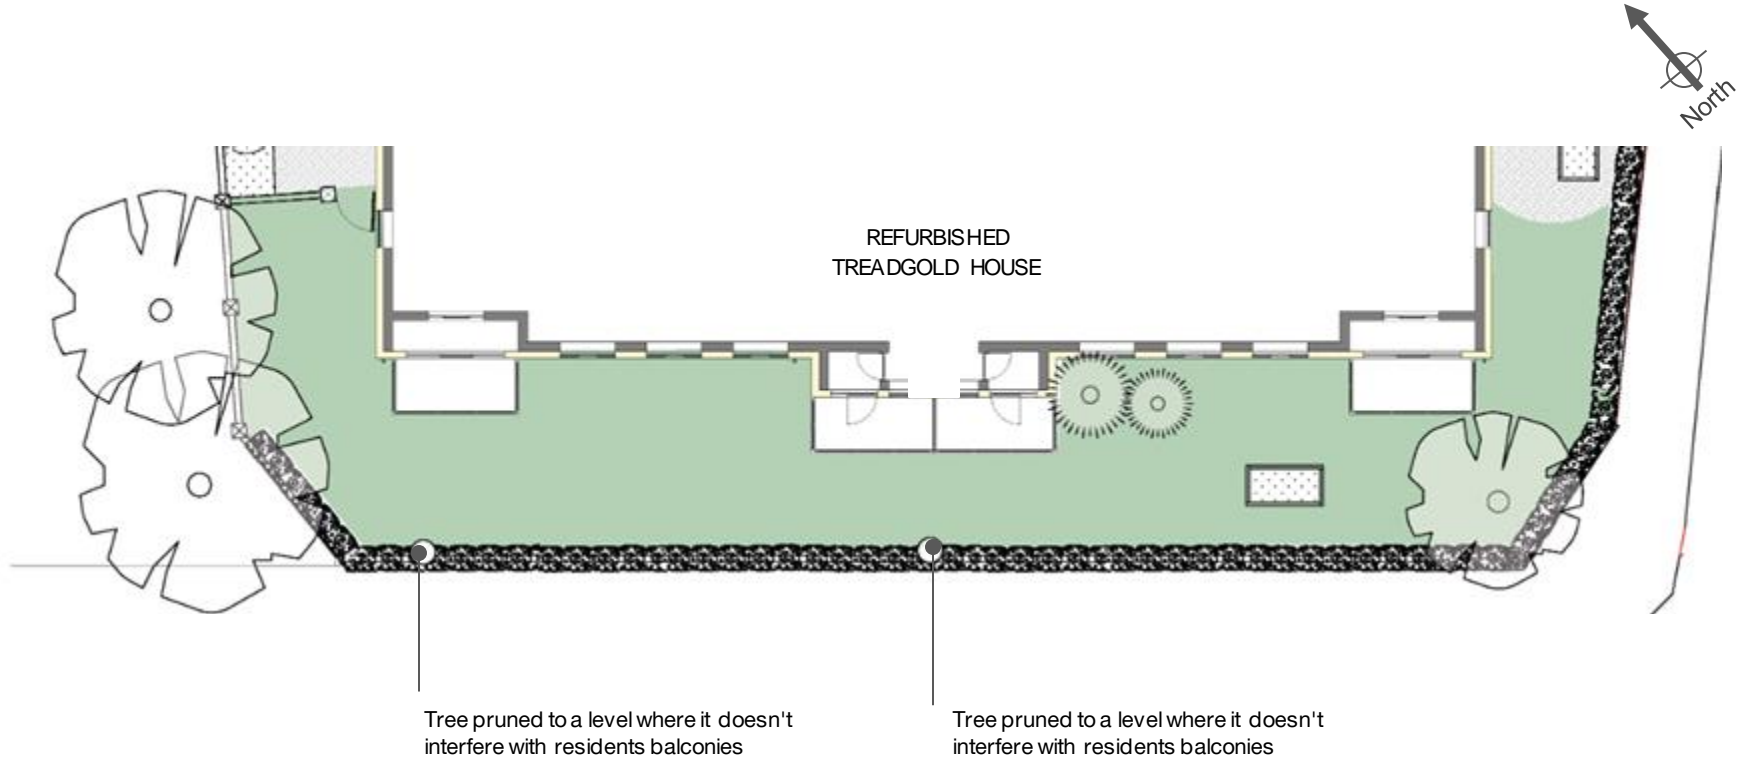 North
REFURBISHED
TREADGOLD HOUSE
Tree pruned to a level where it doesn't
interfere with residents balconies
Tree pruned to a level where it doesn't
interfere with residents balconies